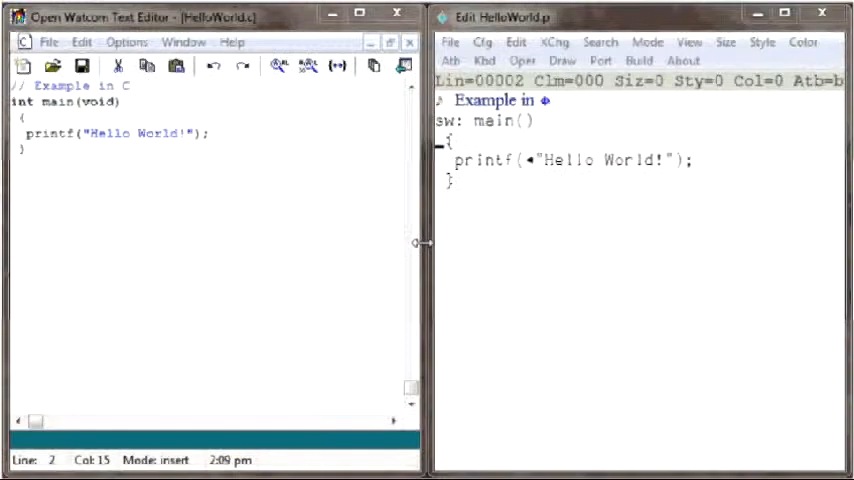 Open Watcom Text Editor - [HelloWorld.c]
File Edit Options Window Help
// Example in C
int main(void)
{
printf("Hello World!");
}
Line: 2 Col: 15 Mode: insert 2:09 pm
Edit HelloWorld.p
File Cfg Edit XCng Search Mode View Size Style Color
Atb Kbd Oper Draw Port Build About
Lin=00002 Clm=000 Siz=0 Sty=0 Col=0 Atb=b
♪ Example in
sw: main()
{
printf(◄"Hello World!");
}